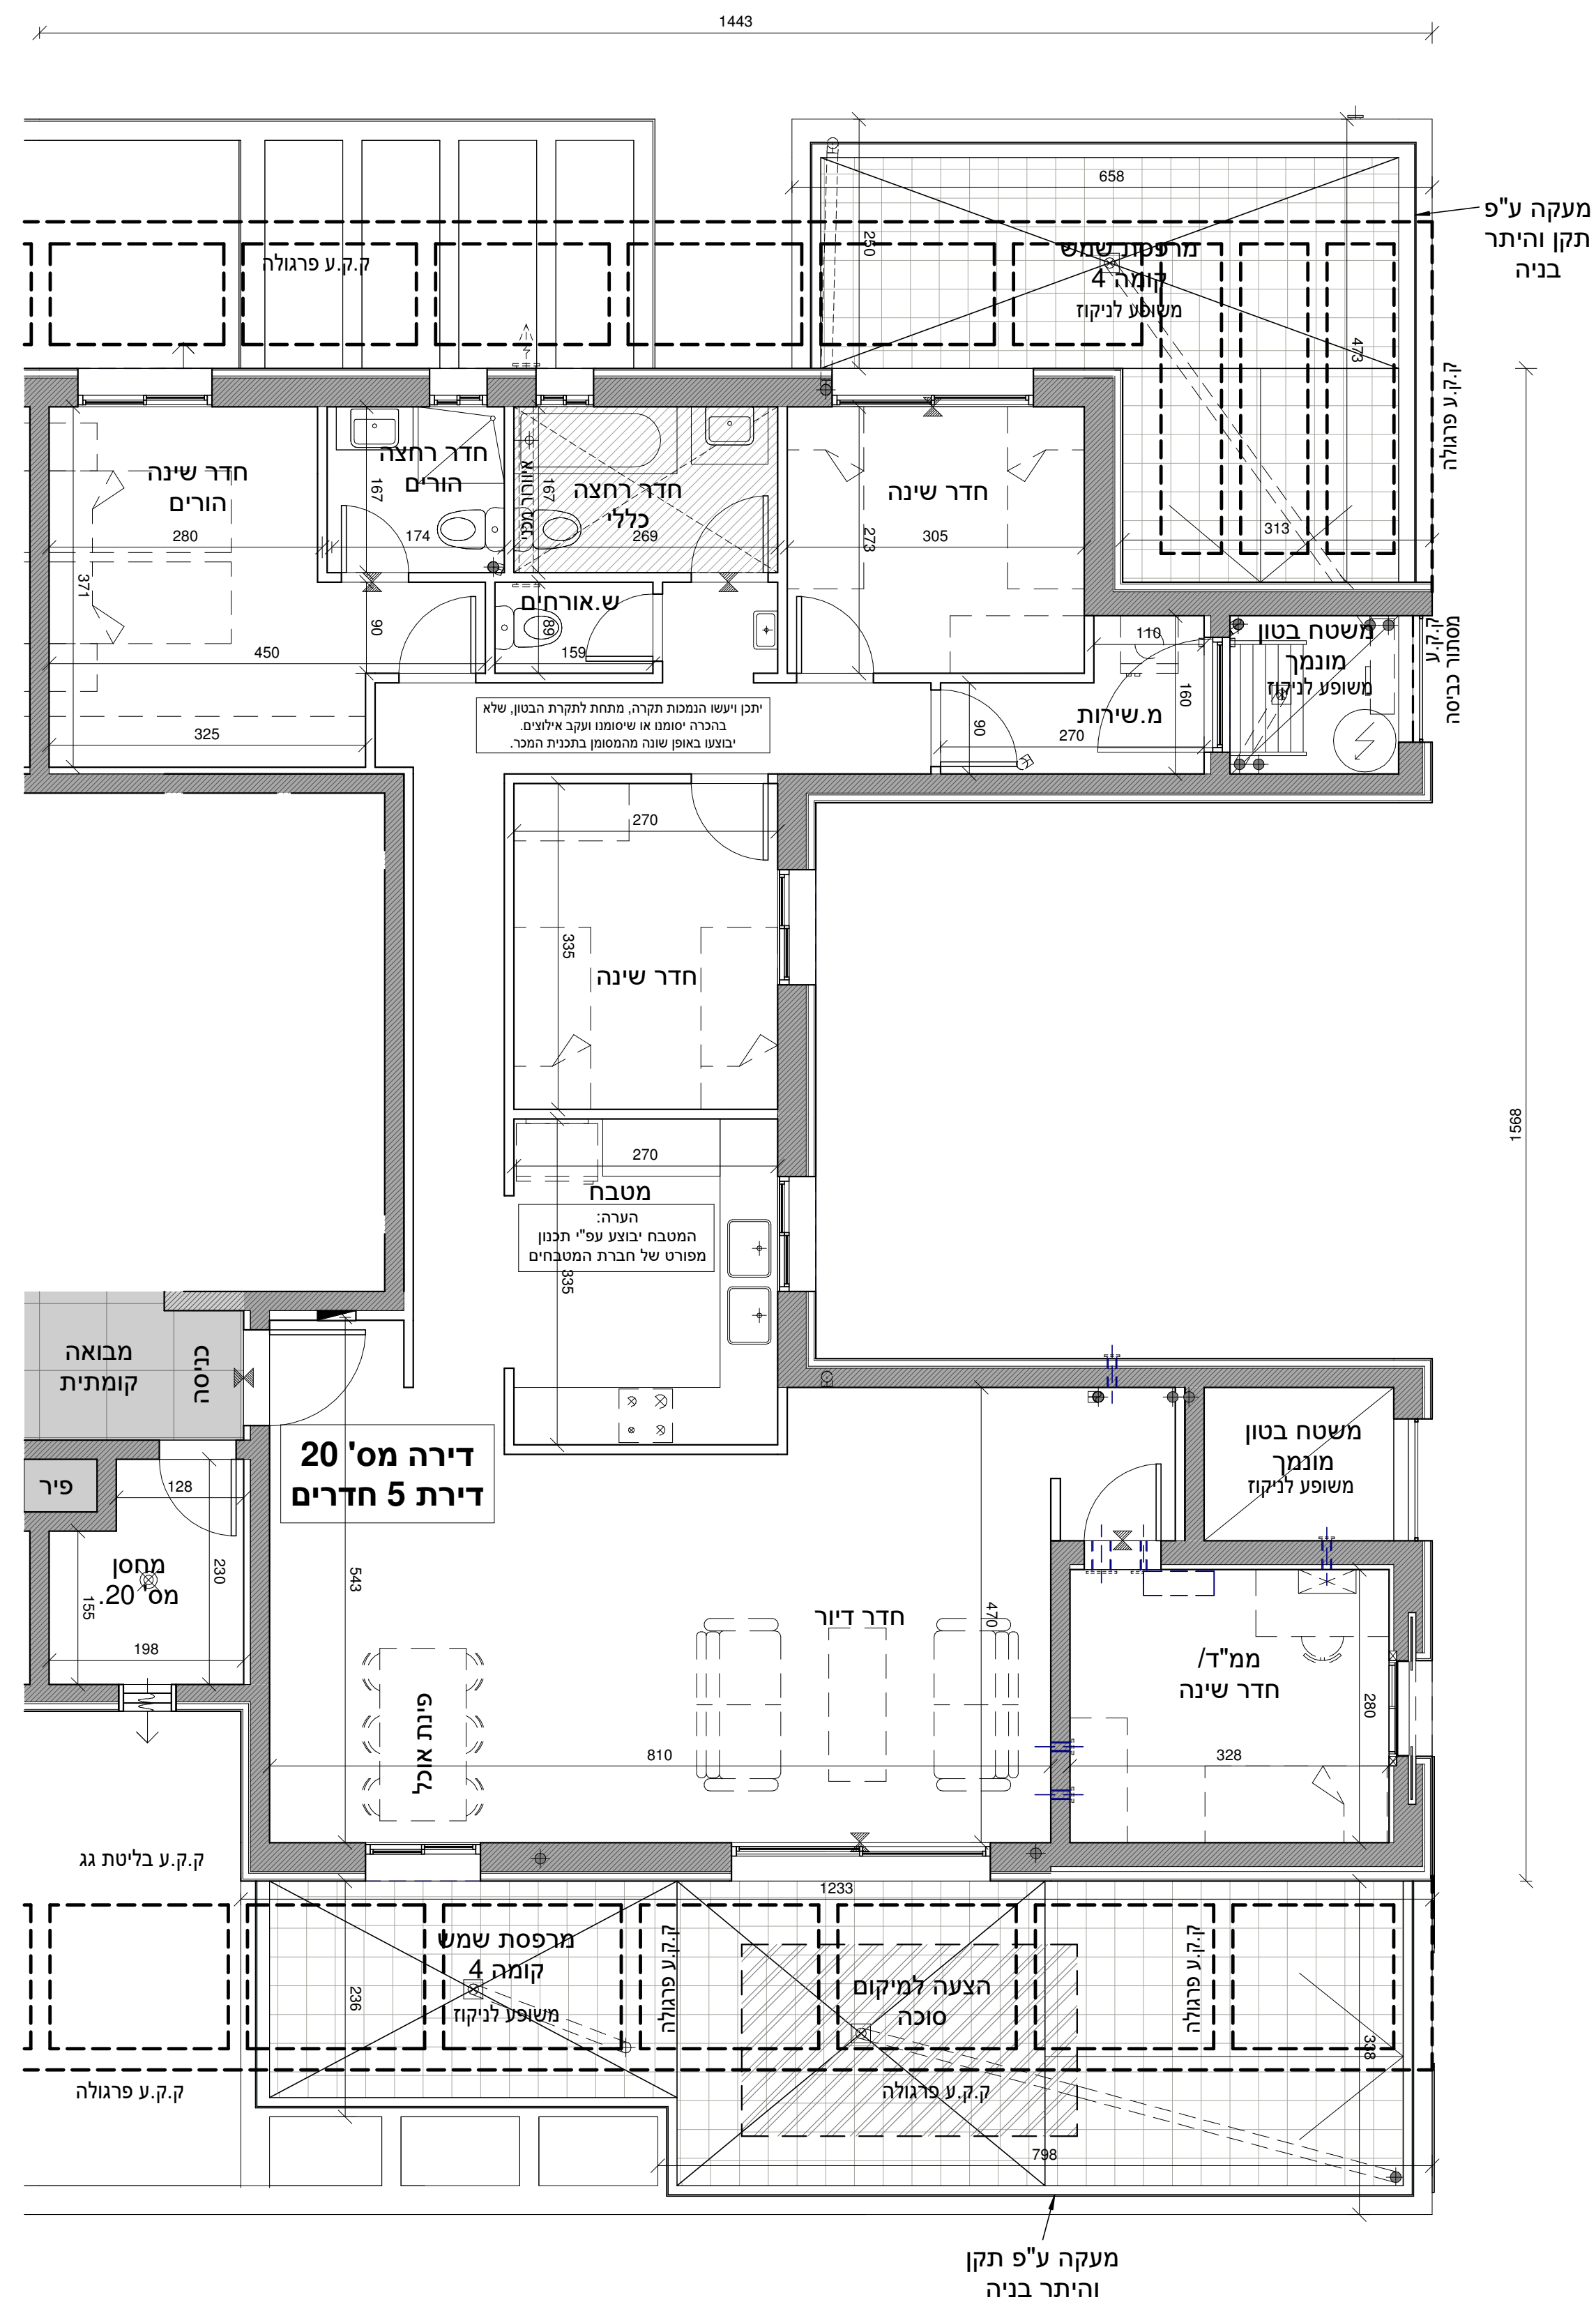 1443
658
מעקה ע"פ
תקן והיתר
בניה
ק.ק.ע פרגולה
250
מרפסת שמש
קומה 4
משופע לניקוז
473
ק.ק.ע פרגולה
313
חדר שינה
הורים
280
371
חדר רחצה
הורים
167
174
איוורור מכני
167
חדר רחצה
כללי
269
חדר שינה
273
305
ש.אורחים
89
159
90
450
325
110
משטח בטון
מונמך
משופע לניקוז
מסתור כביסה
ק.ק.ע
מ.שירות
160
90
270
יתכן ויעשו הנמכות תקרה, מתחת לתקרת הבטון, שלא
בהכרה יסומנו או שיסומנו ועקב אילוצים.
יבוצעו באופן שונה מהמסומן בתכנית המכר.
270
335
חדר שינה
1568
270
מטבח
הערה:
המטבח יבוצע עפ"י תכנון
מפורט של חברת המטבחים
335
מבואה
קומתית
כניסה
דירה מס' 20
דירת 5 חדרים
משטח בטון
מונמך
משופע לניקוז
פיר
128
מחסן
מס' 20.
230
155
198
543
חדר דיור
470
ממ"ד/
חדר שינה
280
328
פינת אוכל
810
ק.ק.ע בליטת גג
1233
מרפסת שמש
קומה 4
משופע לניקוז
236
ק.ק.ע פרגולה
הצעה למיקום
סוכה
ק.ק.ע פרגולה
338
ק.ק.ע פרגולה
ק.ק.ע פרגולה
798
מעקה ע"פ תקן
והיתר בניה